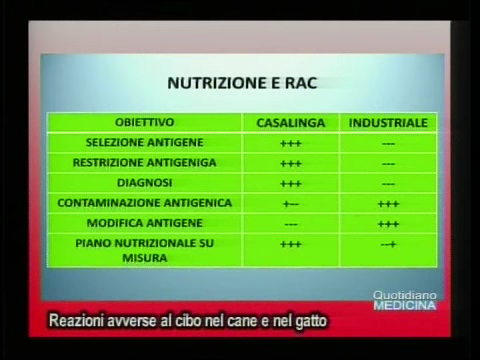 NUTRIZIONE E RAC
OBIETTIVO CASALINGA INDUSTRIALE
SELEZIONE ANTIGENE +++ ---
RESTRIZIONE ANTIGENIGA +++ ---
DIAGNOSI +++ ---
CONTAMINAZIONE ANTIGENICA +-- +++
MODIFICA ANTIGENE --- +++
PIANO NUTRIZIONALE SU +++ --+
MISURA
Quotidiano
MEDICINA
Reazioni avverse al cibo nel cane e nel gatto